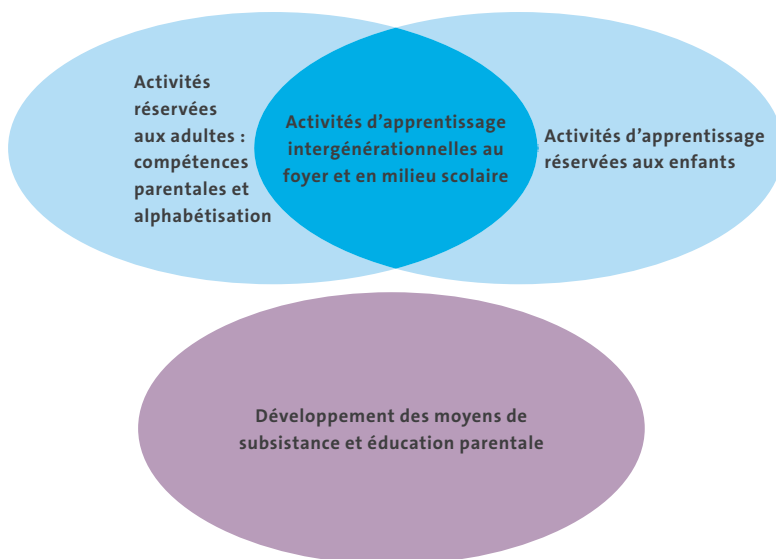 Activités
réservées
aux adultes :
compétences
parentales et
alphabétisation
Activités d’apprentissage
intergénérationnelles au
foyer et en milieu scolaire
Activités d’apprentissage
réservées aux enfants
Développement des moyens de
subsistance et éducation parentale